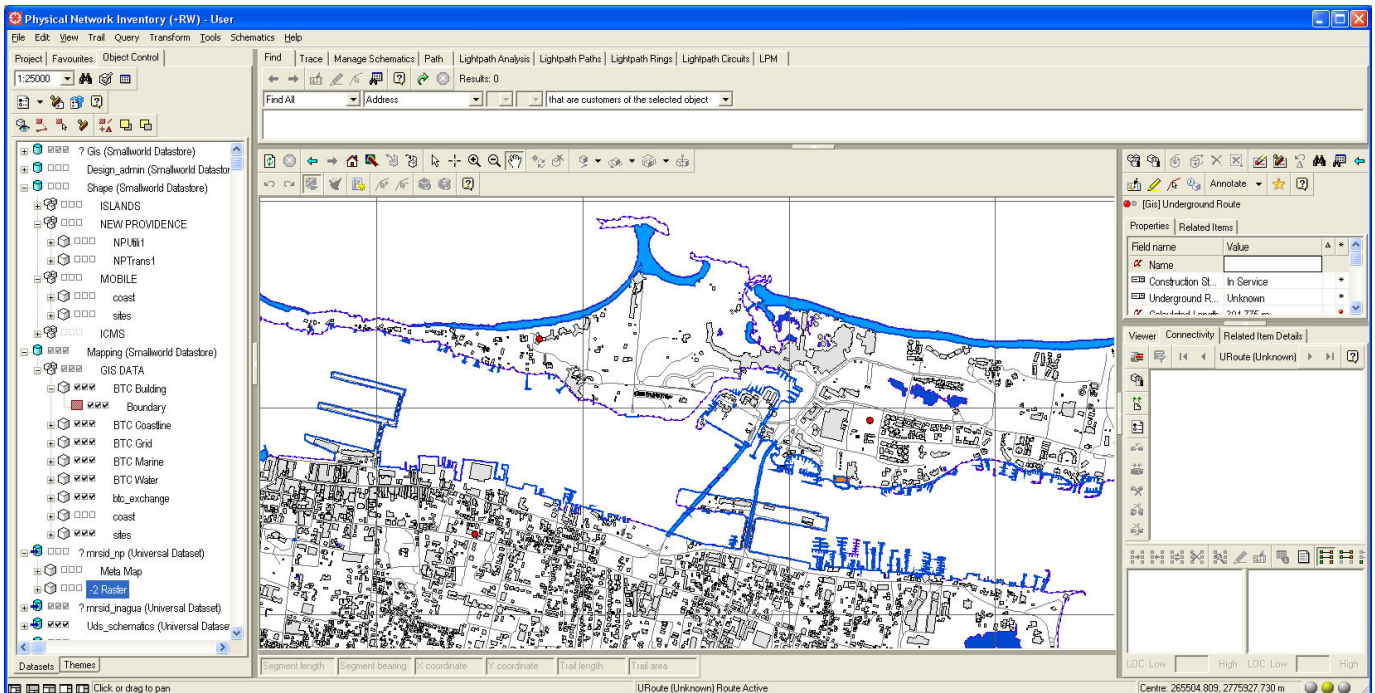 Physical Network Inventory (+RW) - User
File Edit View Trail Query Transform Tools Schematics Help
Project Favourites Object Control
1:25000
? Gis (Smallworld Datastore)
Design_admin (Smallworld Datastor
Shape (Smallworld Datastore)
ISLANDS
NEW PROVIDENCE
NPUtil1
NPTrans1
MOBILE
coast
sites
ICMS
Mapping (Smallworld Datastore)
GIS DATA
BTC Building
Boundary
BTC Coastline
BTC Grid
BTC Marine
BTC Water
btc_exchange
coast
sites
? mrsid_np (Universal Dataset)
Meta Map
-2 Raster
? mrsid_inagua (Universal Dataset)
Uds_schematics (Universal Datase
Datasets Themes
Find Trace Manage Schematics Path Lightpath Analysis Lightpath Paths Lightpath Rings Lightpath Circuits LPM
Results: 0
Find All Address that are customers of the selected object
Segment length Segment bearing X coordinate Y coordinate Trail length Trail area
Annotate
[Gis] Underground Route
Properties Related Items
Field name Value
Name
Construction St... In Service *
Underground R... Unknown *
Calculated Length 304.775 m
Viewer Connectivity Related Item Details
URoute (Unknown)
LOC Low High LOC Low High
Click or drag to pan
URoute (Unknown) Route Active
Centre: 265504.809, 2775927.730 m